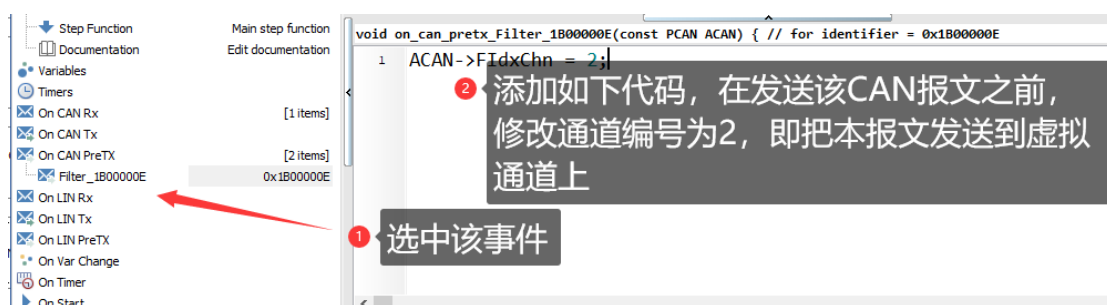 Step Function Main step function
Documentation Edit documentation
Variables
Timers
On CAN Rx [1 items]
On CAN Tx
On CAN PreTX [2 items]
Filter_1B00000E 0x1B00000E
On LIN Rx
On LIN Tx
On LIN PreTX
On Var Change
On Timer
On Start
void on_can_pretx_Filter_1B00000E(const PCAN ACAN) { // for identifier = 0x1B00000E
1 ACAN->FIdxChn = 2;
2 添加如下代码，在发送该CAN报文之前，
修改通道编号为2，即把本报文发送到虚拟
通道上
1 选中该事件